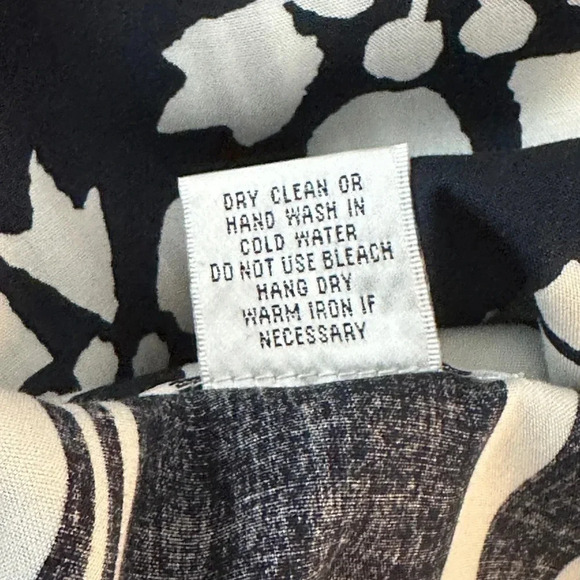 DRY CLEAN OR
HAND WASH IN
COLD WATER
DO NOT USE BLEACH
HANG DRY
WARM IRON IF
NECESSARY